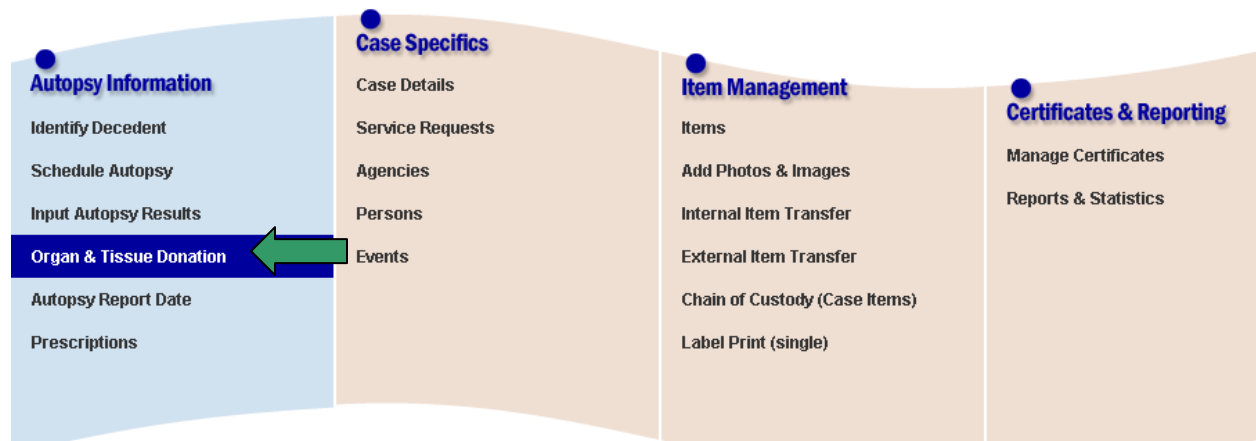 Autopsy Information
Identify Decedent
Schedule Autopsy
Input Autopsy Results
Organ & Tissue Donation
Autopsy Report Date
Prescriptions
Case Specifics
Case Details
Service Requests
Agencies
Persons
Events
Item Management
Items
Add Photos & Images
Internal Item Transfer
External Item Transfer
Chain of Custody (Case Items)
Label Print (single)
Certificates & Reporting
Manage Certificates
Reports & Statistics